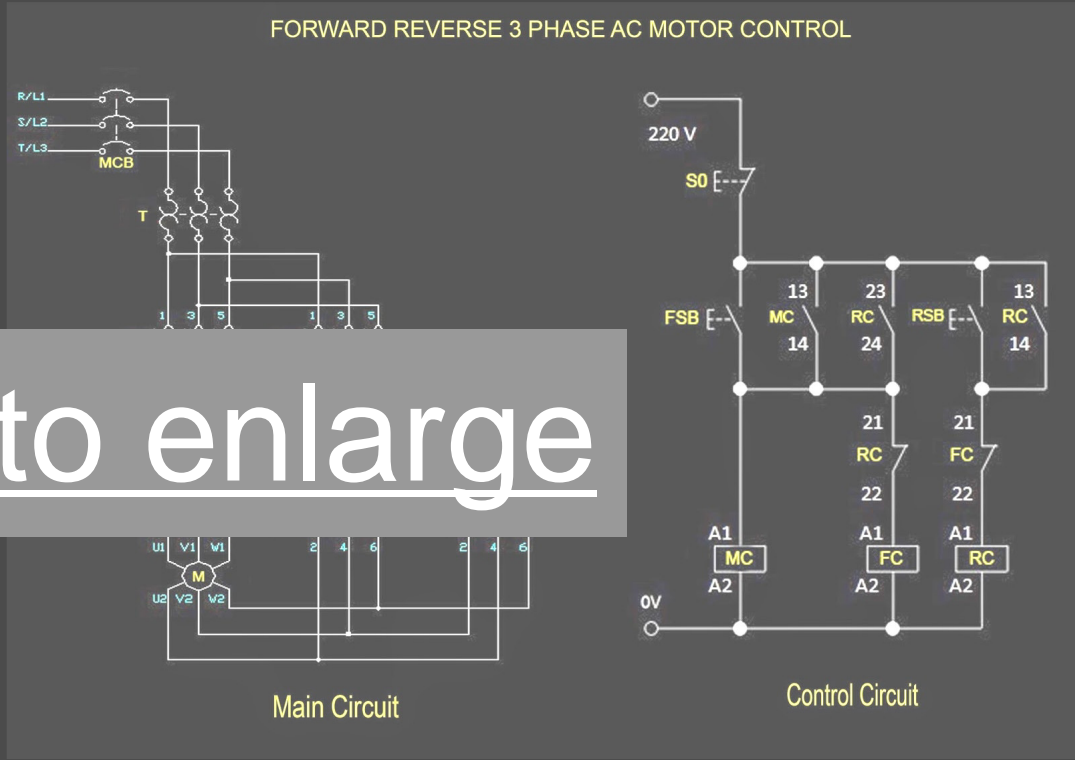 FORWARD REVERSE 3 PHASE AC MOTOR CONTROL
R/L1
S/L2
T/L3
MCB
T
1 3 5 1 3 5
to enlarge
U1 V1 W1 2 4 6 2 4 6
M
U2 V2 W2
Main Circuit
220 V
S0
13 23 13
FSB MC RC RSB RC
14 24 14
21 21
RC FC
22 22
A1 A1 A1
MC FC RC
A2 A2 A2
0V
Control Circuit